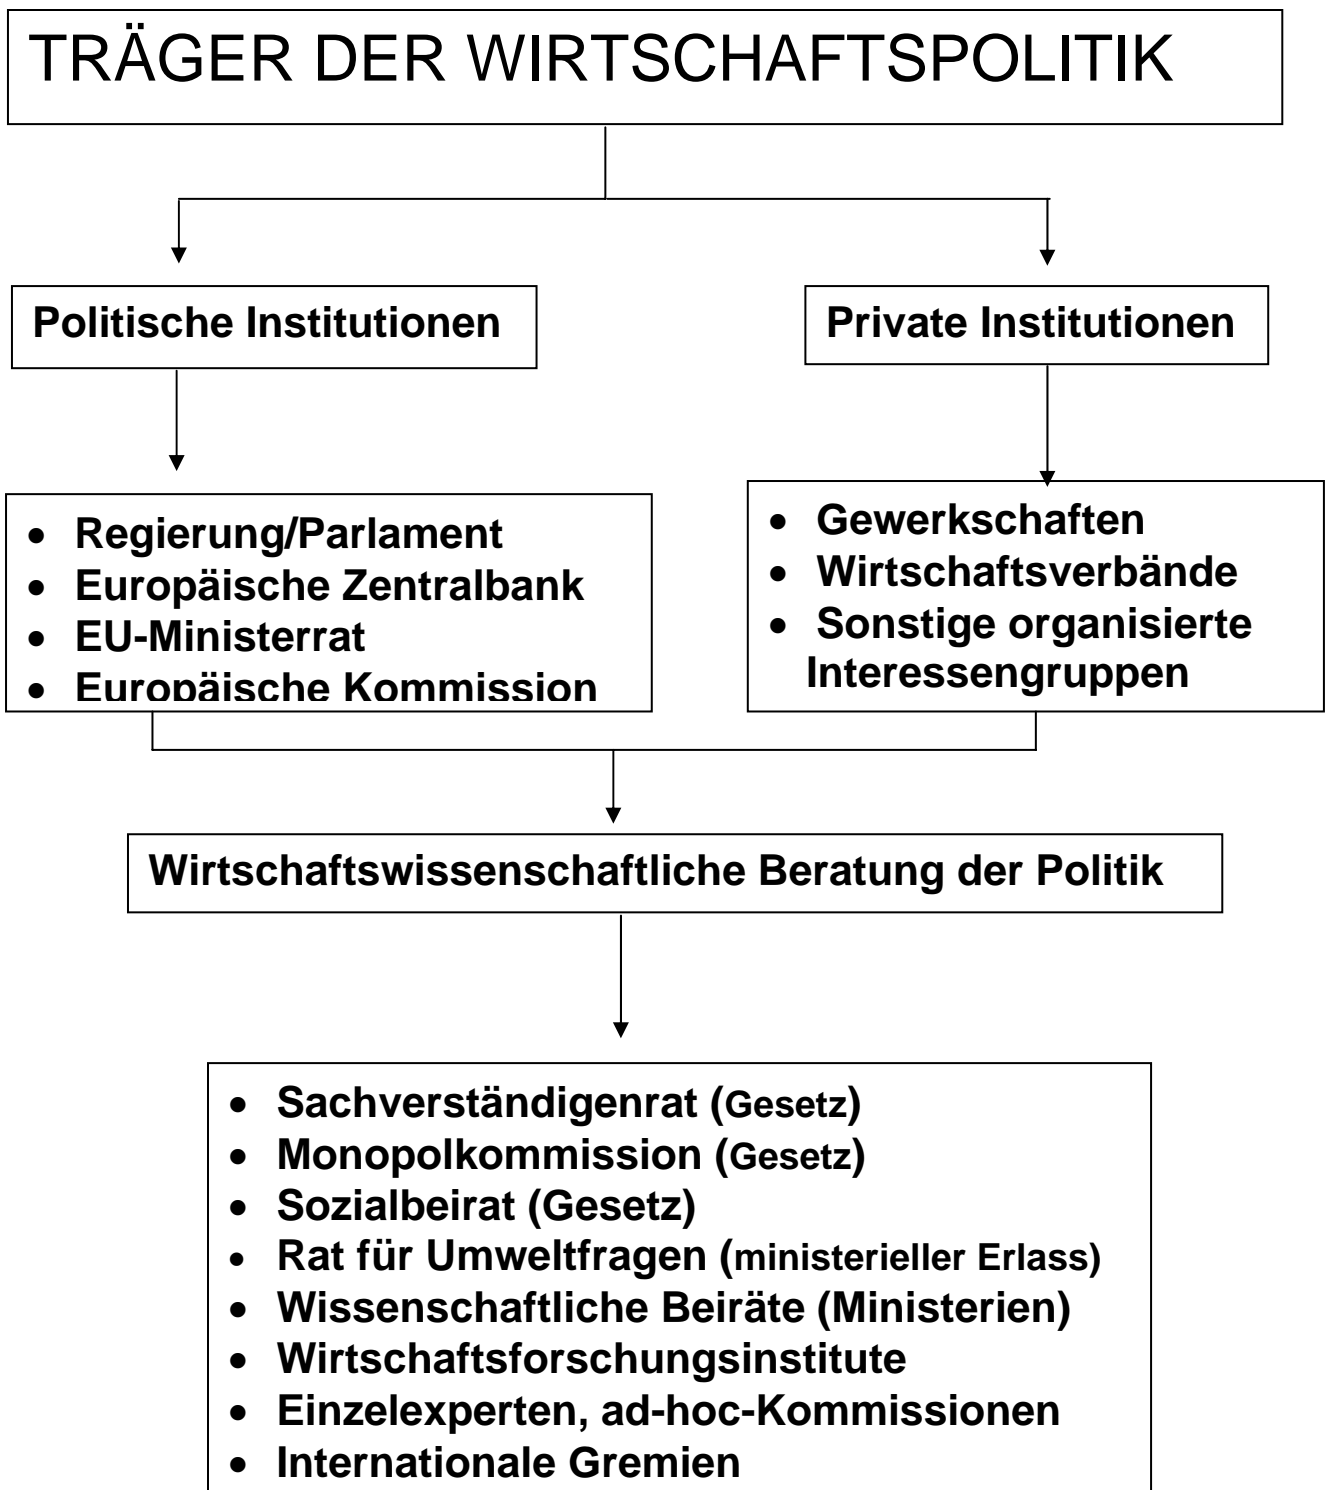 TRÄGER DER WIRTSCHAFTSPOLITIK
Politische Institutionen
Private Institutionen
• Regierung/Parlament
• Europäische Zentralbank
• EU-Ministerrat
• Europäische Kommission
• Gewerkschaften
• Wirtschaftsverbände
• Sonstige organisierte
Interessengruppen
Wirtschaftswissenschaftliche Beratung der Politik
• Sachverständigenrat (Gesetz)
• Monopolkommission (Gesetz)
• Sozialbeirat (Gesetz)
• Rat für Umweltfragen (ministerieller Erlass)
• Wissenschaftliche Beiräte (Ministerien)
• Wirtschaftsforschungsinstitute
• Einzelexperten, ad-hoc-Kommissionen
• Internationale Gremien